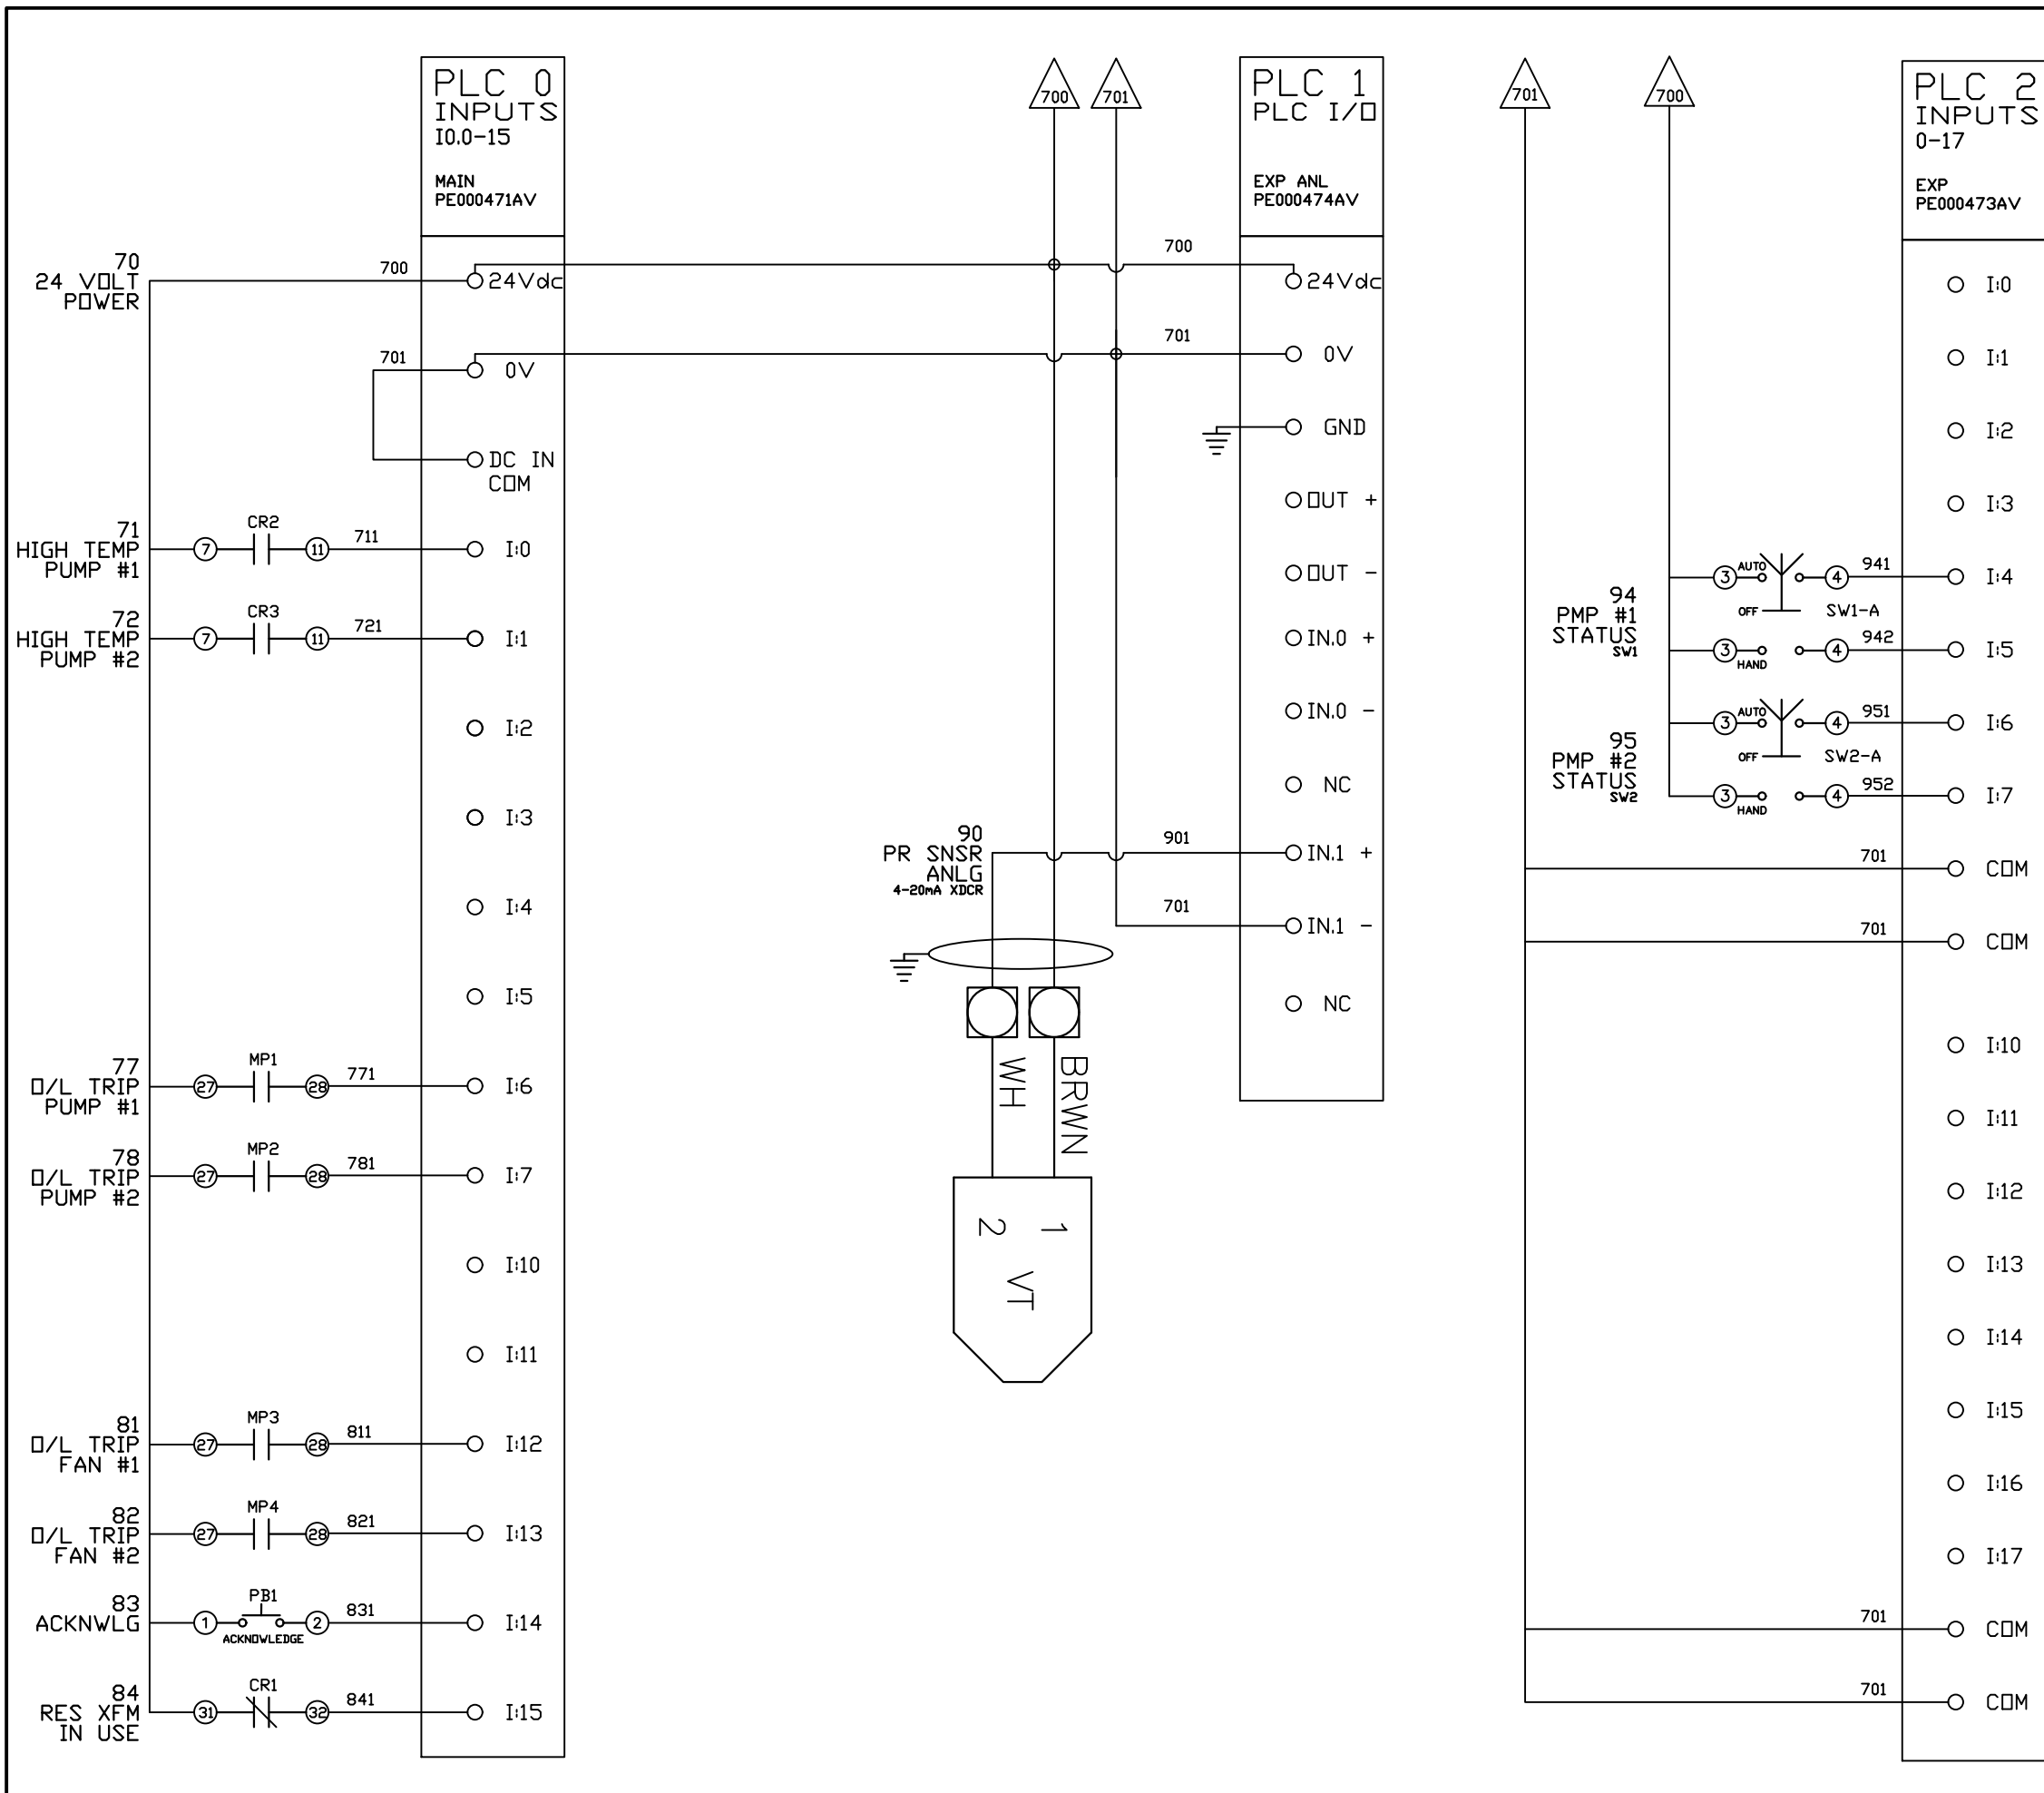 PLC 0
INPUTS
I0.0-15
MAIN
PE000471AV
70
24 VOLT
POWER
700
24Vdc
701
0V
DC IN
COM
71
HIGH TEMP
PUMP #1
7
CR2
11
711
I:0
72
HIGH TEMP
PUMP #2
7
CR3
11
721
I:1
I:2
I:3
I:4
I:5
77
O/L TRIP
PUMP #1
27
MP1
28
771
I:6
78
O/L TRIP
PUMP #2
27
MP2
28
781
I:7
I:10
I:11
81
O/L TRIP
FAN #1
27
MP3
28
811
I:12
82
O/L TRIP
FAN #2
27
MP4
28
821
I:13
83
ACKNWLG
1
PB1
ACKNOWLEDGE
2
831
I:14
84
RES XFM
IN USE
31
CR1
32
841
I:15
700
701
PLC 1
PLC I/O
EXP ANL
PE000474AV
700
24Vdc
701
0V
GND
OUT +
OUT -
IN.0 +
IN.0 -
NC
90
PR SNSR
ANLG
4-20mA XDCR
901
IN.1 +
701
IN.1 -
NC
WH
BRWN
1
2
VT
701
700
PLC 2
INPUTS
0-17
EXP
PE000473AV
I:0
I:1
I:2
I:3
94
PMP #1
STATUS
SW1
3
AUTO
OFF
4
SW1-A
941
I:4
3
HAND
4
942
I:5
95
PMP #2
STATUS
SW2
3
AUTO
OFF
4
SW2-A
951
I:6
3
HAND
4
952
I:7
701
COM
701
COM
I:10
I:11
I:12
I:13
I:14
I:15
I:16
I:17
701
COM
701
COM